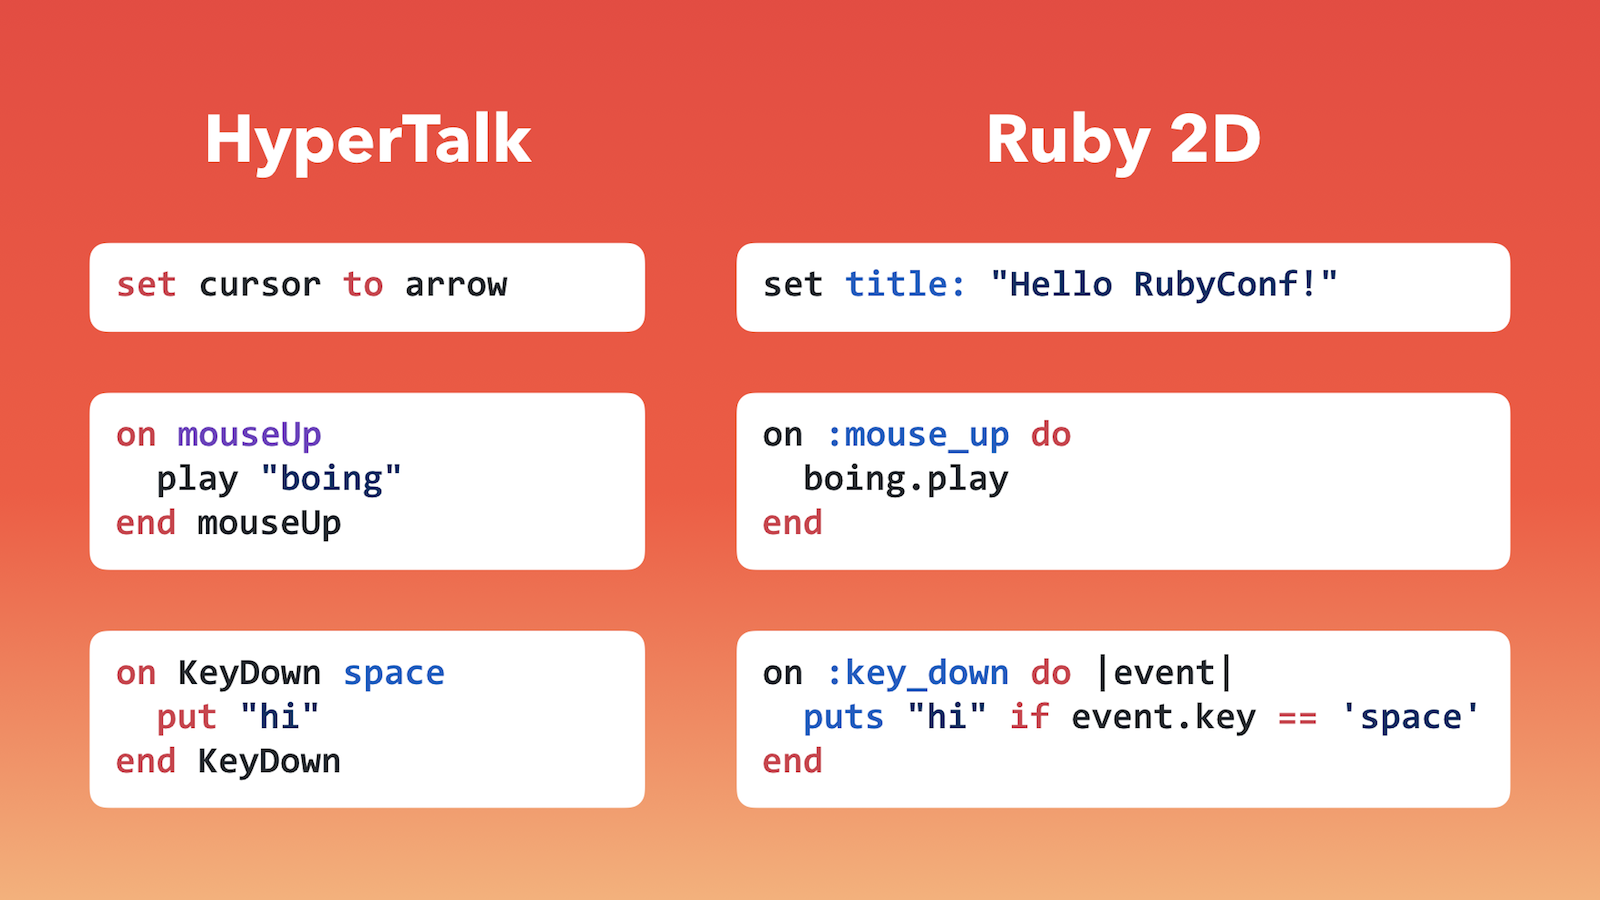 HyperTalk
set cursor to arrow
on mouseUp
  play "boing"
end mouseUp
on KeyDown space
  put "hi"
end KeyDown
Ruby 2D
set title: "Hello RubyConf!"
on :mouse_up do
  boing.play
end
on :key_down do |event|
  puts "hi" if event.key == 'space'
end